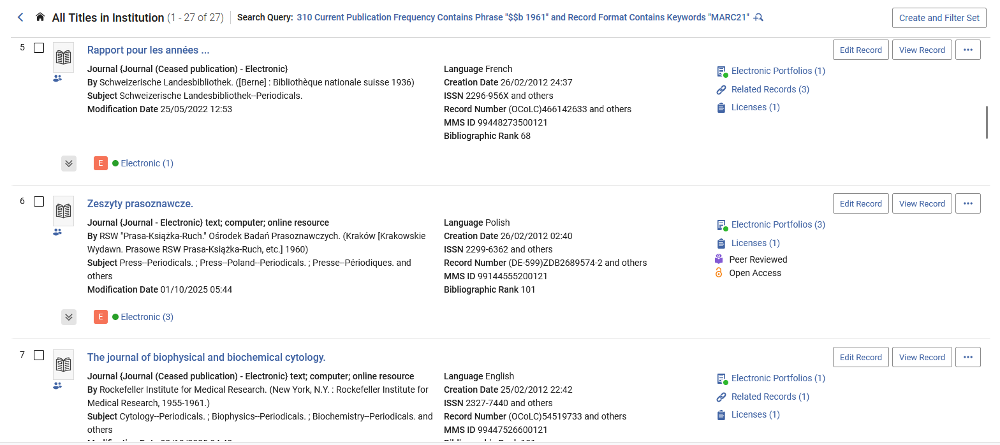 All Titles in Institution (1 - 27 of 27) Search Query: 310 Current Publication Frequency Contains Phrase "$$b 1961" and Record Format Contains Keywords "MARC21" Create and Filter Set
5 Rapport pour les années ... Edit Record View Record ...
Journal {Journal (Ceased publication) - Electronic}
By Schweizerische Landesbibliothek. ([Berne] : Bibliothèque nationale suisse 1936)
Subject Schweizerische Landesbibliothek--Periodicals.
Modification Date 25/05/2022 12:53
Language French
Creation Date 26/02/2012 24:37
ISSN 2296-956X and others
Record Number (OCoLC)466142633 and others
MMS ID 99448273500121
Bibliographic Rank 68
Electronic Portfolios (1)
Related Records (3)
Licenses (1)
E Electronic (1)
6 Zeszyty prasoznawcze. Edit Record View Record ...
Journal {Journal - Electronic} text; computer; online resource
By RSW "Prasa-Książka-Ruch." Ośrodek Badań Prasoznawczych. (Kraków [Krakowskie
Wydawn. Prasowe RSW Prasa-Książka-Ruch, etc.] 1960)
Subject Press--Periodicals. ; Press--Poland--Periodicals. ; Presse--Périodiques. and
others
Modification Date 01/10/2025 05:44
Language Polish
Creation Date 26/02/2012 02:40
ISSN 2299-6362 and others
Record Number (DE-599)ZDB2689574-2 and others
MMS ID 99144555200121
Bibliographic Rank 101
Electronic Portfolios (3)
Licenses (1)
Peer Reviewed
Open Access
E Electronic (3)
7 The journal of biophysical and biochemical cytology. Edit Record View Record ...
Journal {Journal (Ceased publication) - Electronic} text; computer; online resource
By Rockefeller Institute for Medical Research. (New York, N.Y. : Rockefeller Institute for
Medical Research, 1955-1961.)
Subject Cytology--Periodicals. ; Biophysics--Periodicals. ; Biochemistry--Periodicals. and
others
Language English
Creation Date 25/02/2012 22:42
ISSN 2327-7440 and others
Record Number (OCoLC)54519733 and others
MMS ID 99447526600121
Electronic Portfolios (1)
Related Records (1)
Licenses (1)